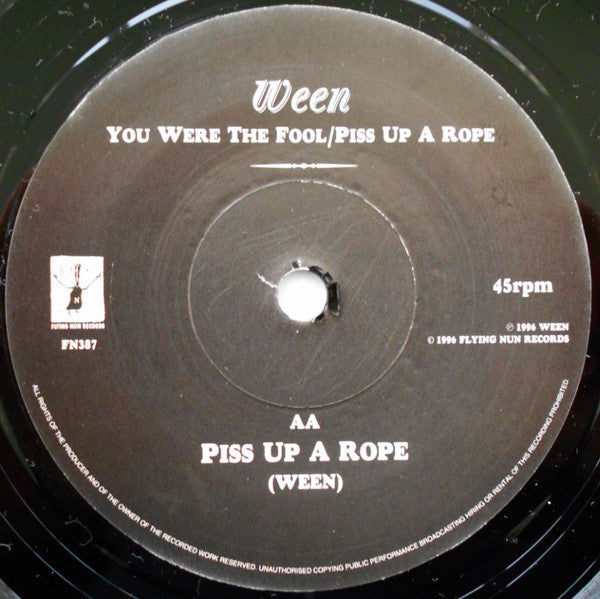 Ween
YOU WERE THE FOOL/PISS UP A ROPE
N
FLYING NUN RECORDS
FN387
45rpm
℗ 1996 WEEN
© 1996 FLYING NUN RECORDS
AA
PISS UP A ROPE
(WEEN)
ALL RIGHTS OF THE PRODUCER AND OF THE OWNER OF THE RECORDED WORK RESERVED. UNAUTHORISED COPYING PUBLIC PERFORMANCE BROADCASTING HIRING OR RENTAL OF THIS RECORDING PROHIBITED.